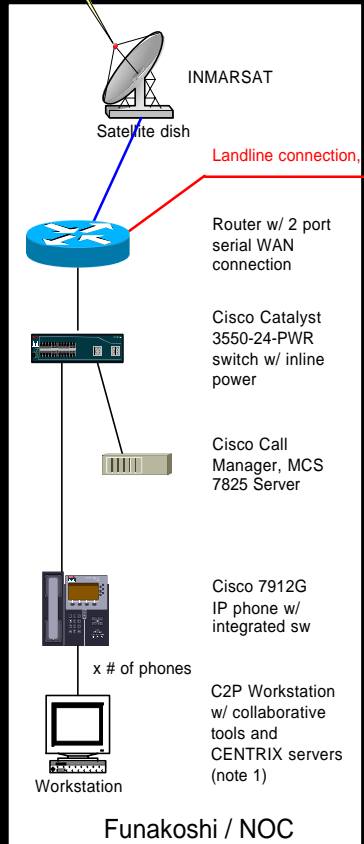 INMARSAT
Satellite dish
Landline connection,
Router w/ 2 port
serial WAN
connection
Cisco Catalyst
3550-24-PWR
switch w/ inline
power
Cisco Call
Manager, MCS
7825 Server
Cisco 7912G
IP phone w/
integrated sw
x # of phones
C2P Workstation
w/ collaborative
tools and
CENTRIX servers
(note 1)
Workstation
Funakoshi / NOC